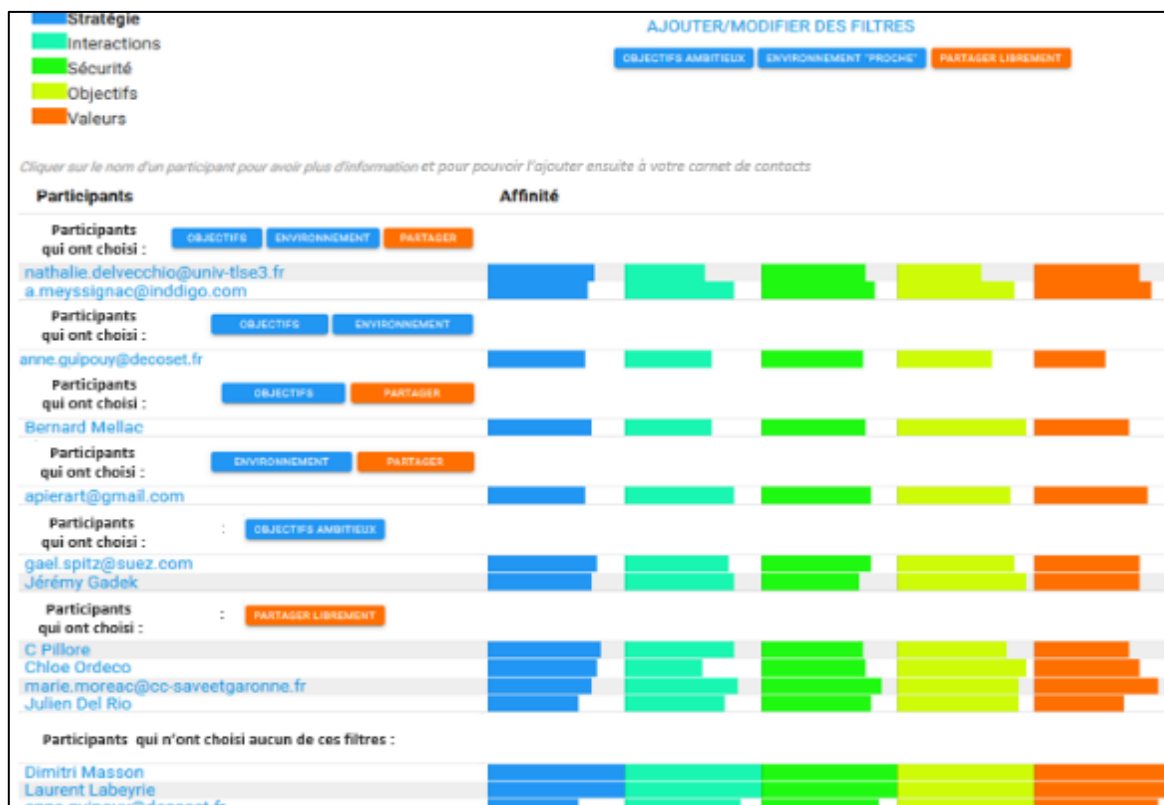 Stratégie
Interactions
Sécurité
Objectifs
Valeurs
AJOUTER/MODIFIER DES FILTRES
OBJECTIFS AMBITIEUX ENVIRONNEMENT "PROCHE" PARTAGER LIBREMENT
Cliquer sur le nom d'un participant pour avoir plus d'information et pour pouvoir l'ajouter ensuite à votre carnet de contacts
Participants Affinité
Participants
qui ont choisi : OBJECTIFS ENVIRONNEMENT PARTAGER
nathalie.delvecchio@univ-tlse3.fr
a.meyssignac@inddigo.com
Participants
qui ont choisi : OBJECTIFS ENVIRONNEMENT
anne.guipouy@decoset.fr
Participants
qui ont choisi : OBJECTIFS PARTAGER
Bernard Mellac
Participants
qui ont choisi : ENVIRONNEMENT PARTAGER
apierart@gmail.com
Participants
qui ont choisi : : OBJECTIFS AMBITIEUX
gael.spitz@suez.com
Jérémy Gadek
Participants
qui ont choisi : : PARTAGER LIBREMENT
C Pillore
Chloe Ordeco
marie.moreac@cc-saveetgaronne.fr
Julien Del Rio
Participants qui n'ont choisi aucun de ces filtres :
Dimitri Masson
Laurent Labeyrie